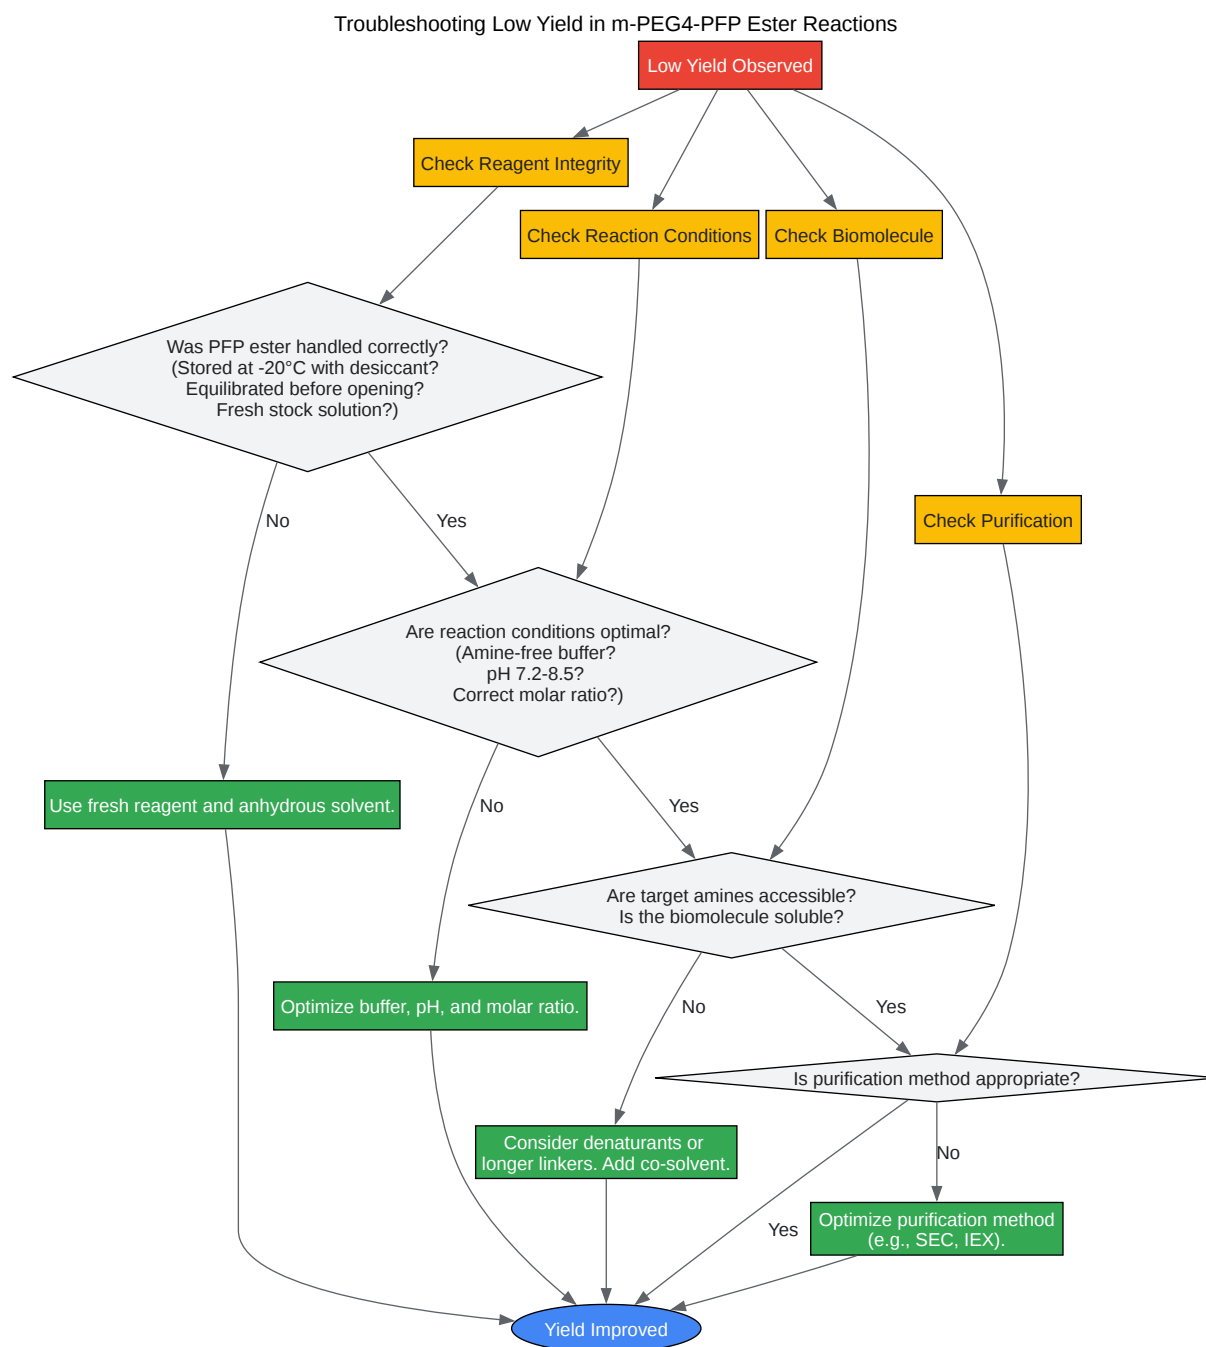 Troubleshooting Low Yield in m-PEG4-PFP Ester Reactions
Low Yield Observed
Check Reagent Integrity
Check Reaction Conditions
Check Biomolecule
Was PFP ester handled correctly?
(Stored at -20°C with desiccant?
Equilibrated before opening?
Fresh stock solution?)
Check Purification
No
Yes
Are reaction conditions optimal?
(Amine-free buffer?
pH 7.2-8.5?
Correct molar ratio?)
Use fresh reagent and anhydrous solvent.
No
Yes
Are target amines accessible?
Is the biomolecule soluble?
Optimize buffer, pH, and molar ratio.
No
Yes
Is purification method appropriate?
Consider denaturants or
longer linkers. Add co-solvent.
No
Yes
Optimize purification method
(e.g., SEC, IEX).
Yield Improved